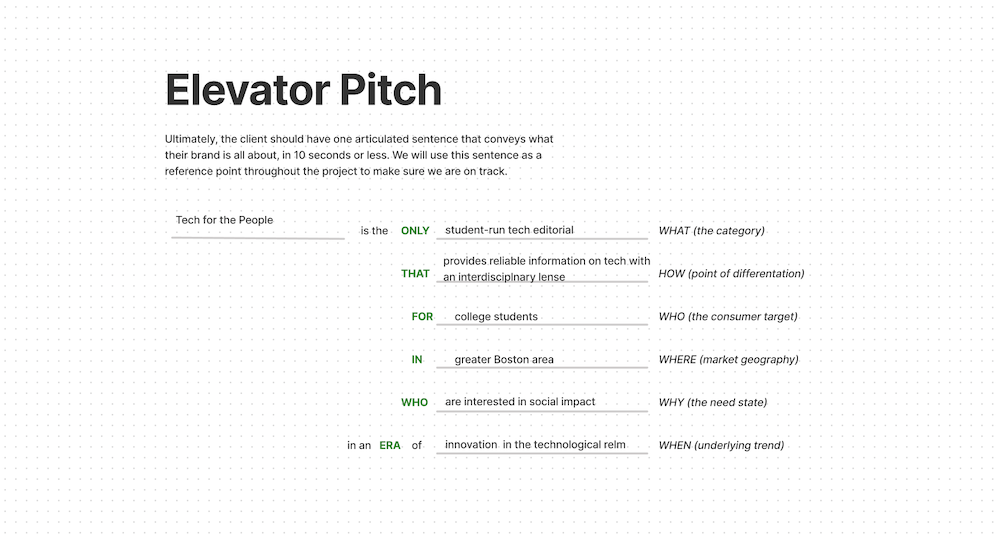 Elevator Pitch
Ultimately, the client should have one articulated sentence that conveys what
their brand is all about, in 10 seconds or less. We will use this sentence as a
reference point throughout the project to make sure we are on track.
Tech for the People is the ONLY student-run tech editorial WHAT (the category)
THAT provides reliable information on tech with
an interdisciplnary lense HOW (point of differentation)
FOR college students WHO (the consumer target)
IN greater Boston area WHERE (market geography)
WHO are interested in social impact WHY (the need state)
in an ERA of innovation in the technological relm WHEN (underlying trend)